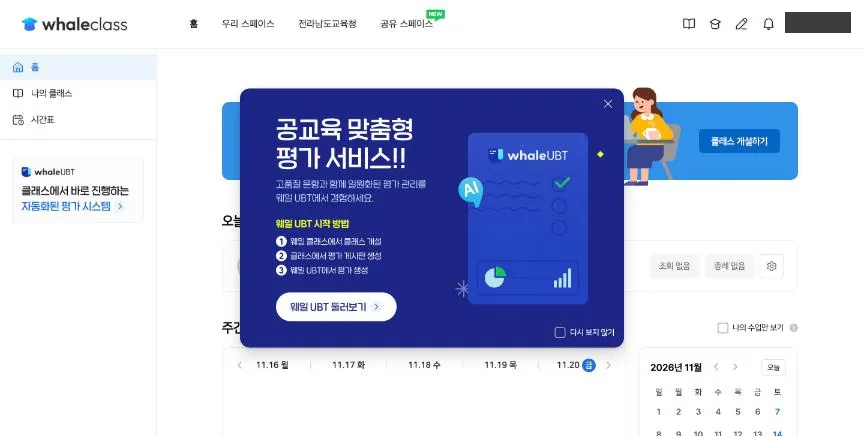 whaleclass
홈
우리 스페이스
전라남도교육청
공유 스페이스
NEW
홈
나의 클래스
시간표
whaleUBT
클래스에서 바로 진행하는
자동화된 평가 시스템
클래스 개설하기
공교육 맞춤형
평가 서비스!!
고품질 문항과 함께 일원화된 평가 관리를
웨일 UBT에서 경험하세요.
웨일 UBT 시작 방법
1 웨일 클래스에서 클래스 개설
2 클래스에서 평가 게시판 생성
3 웨일 UBT에서 평가 생성
웨일 UBT 둘러보기
whaleUBT
AI
다시 보지 않기
오늘
조회 없음
종례 없음
주간
나의 수업만 보기
11.16 월
11.17 화
11.18 수
11.19 목
11.20 금
2026년 11월
오늘
일 월 화 수 목 금 토
1 2 3 4 5 6 7
8 9 10 11 12 13 14